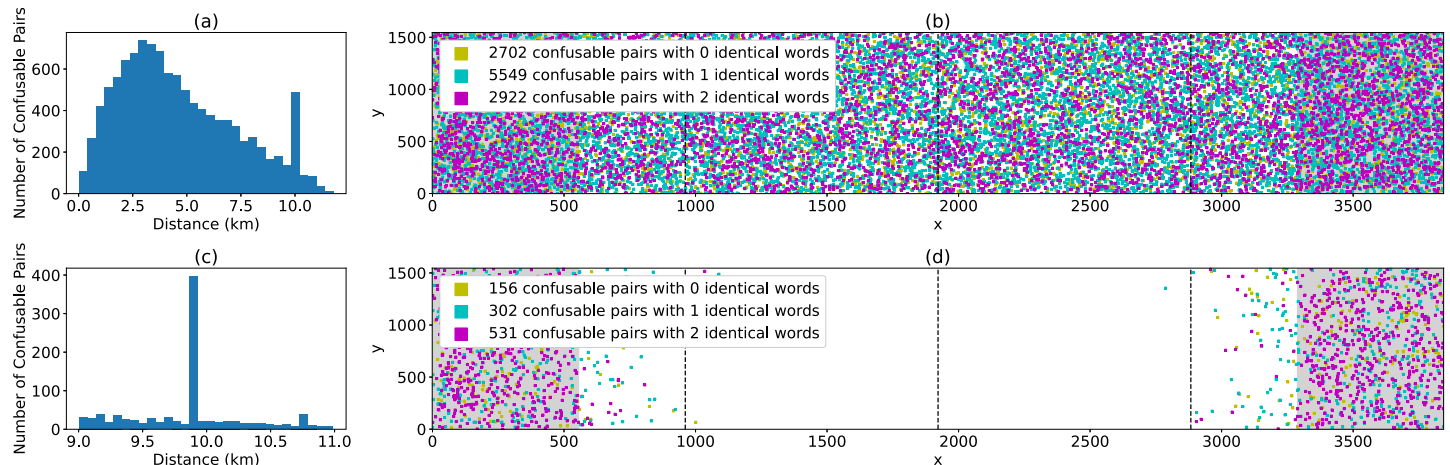 (a)
Number of Confusable Pairs
600
400
200
0
0.0 2.5 5.0 7.5 10.0
Distance (km)
(b)
y
1500
1000
500
0
2702 confusable pairs with 0 identical words
5549 confusable pairs with 1 identical words
2922 confusable pairs with 2 identical words
0 500 1000 1500 2000 2500 3000 3500
x
(c)
Number of Confusable Pairs
400
300
200
100
0
9.0 9.5 10.0 10.5 11.0
Distance (km)
(d)
y
1500
1000
500
0
156 confusable pairs with 0 identical words
302 confusable pairs with 1 identical words
531 confusable pairs with 2 identical words
0 500 1000 1500 2000 2500 3000 3500
x